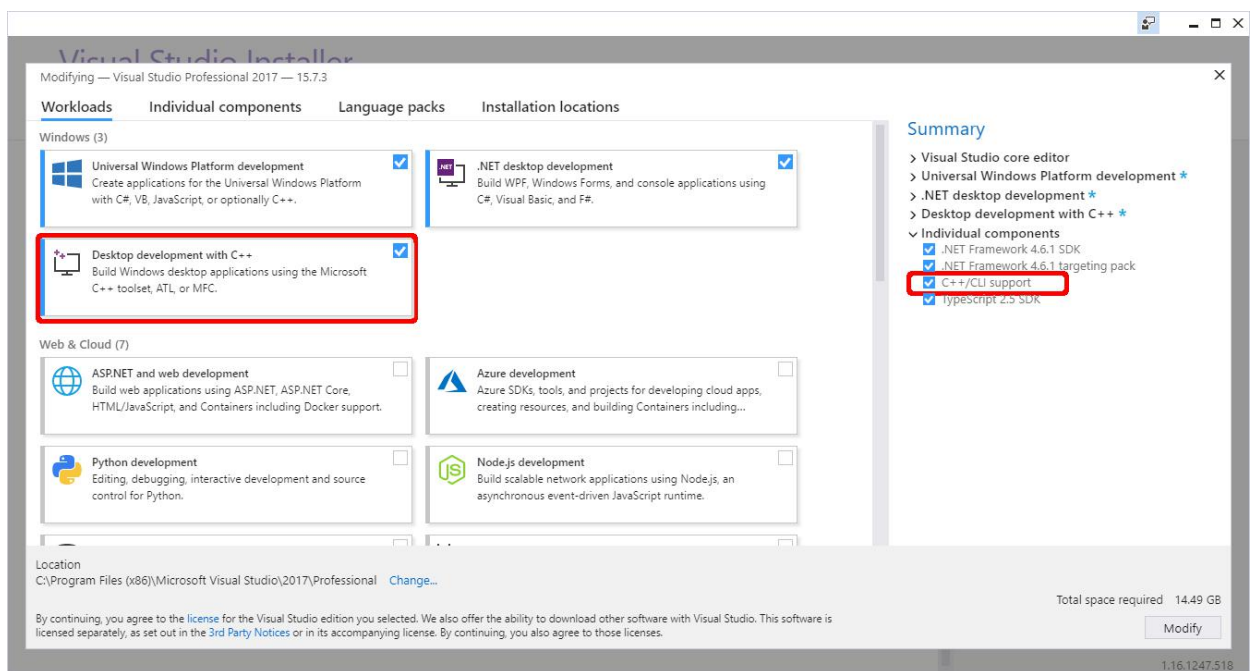 Visual Studio Installer
Modifying — Visual Studio Professional 2017 — 15.7.3
Workloads
Individual components
Language packs
Installation locations
Windows (3)
Universal Windows Platform development
Create applications for the Universal Windows Platform
with C#, VB, JavaScript, or optionally C++.
.NET
.NET desktop development
Build WPF, Windows Forms, and console applications using
C#, Visual Basic, and F#.
Desktop development with C++
Build Windows desktop applications using the Microsoft
C++ toolset, ATL, or MFC.
Web & Cloud (7)
ASP.NET and web development
Build web applications using ASP.NET, ASP.NET Core,
HTML/JavaScript, and Containers including Docker support.
Azure development
Azure SDKs, tools, and projects for developing cloud apps,
creating resources, and building Containers including...
Python development
Editing, debugging, interactive development and source
control for Python.
JS
Node.js development
Build scalable network applications using Node.js, an
asynchronous event-driven JavaScript runtime.
Summary
Visual Studio core editor
Universal Windows Platform development *
.NET desktop development *
Desktop development with C++ *
Individual components
.NET Framework 4.6.1 SDK
.NET Framework 4.6.1 targeting pack
C++/CLI support
TypeScript 2.5 SDK
Location
C:\Program Files (x86)\Microsoft Visual Studio\2017\Professional Change...
By continuing, you agree to the license for the Visual Studio edition you selected. We also offer the ability to download other software with Visual Studio. This software is
licensed separately, as set out in the 3rd Party Notices or in its accompanying license. By continuing, you also agree to those licenses.
Total space required 14.49 GB
Modify
1.16.1247.518